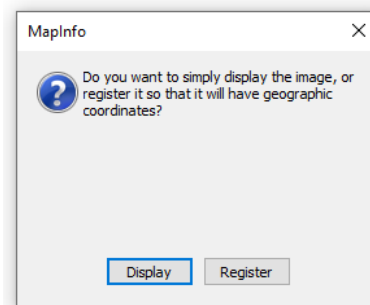 MapInfo
Do you want to simply display the image, or
register it so that it will have geographic
coordinates?
Display Register